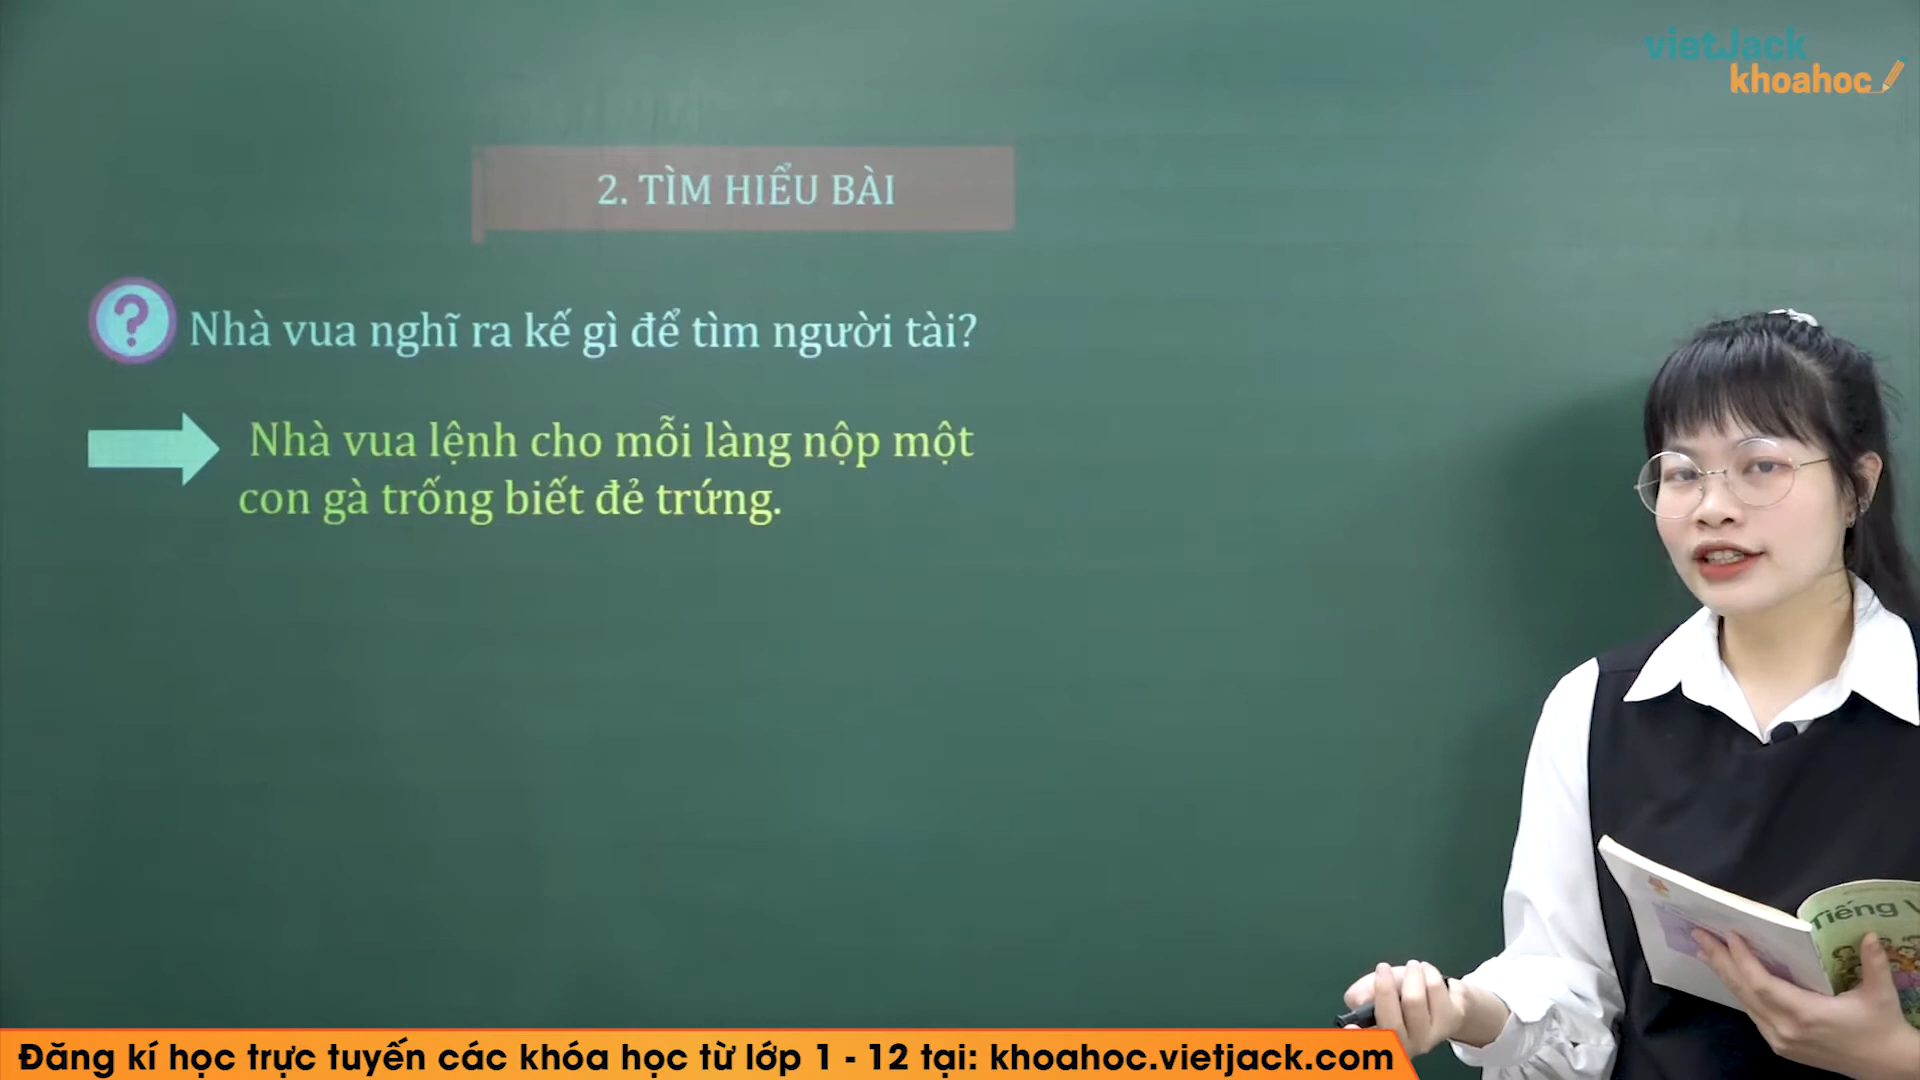 vietJack
khoahoc
2. TÌM HIỂU BÀI
Nhà vua nghĩ ra kế gì để tìm người tài?
Nhà vua lệnh cho mỗi làng nộp một
con gà trống biết đẻ trứng.
Tiếng V
Đăng kí học trực tuyến các khóa học từ lớp 1 - 12 tại: khoahoc.vietjack.com